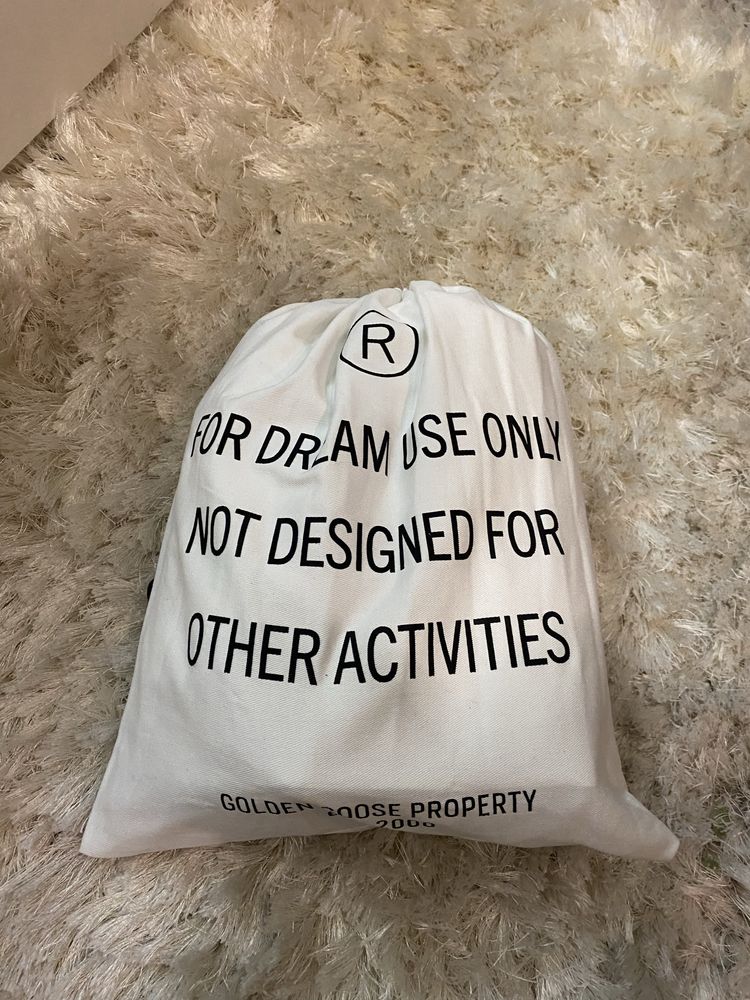 R
FOR DREAM USE ONLY
NOT DESIGNED FOR
OTHER ACTIVITIES
GOLDEN GOOSE PROPERTY